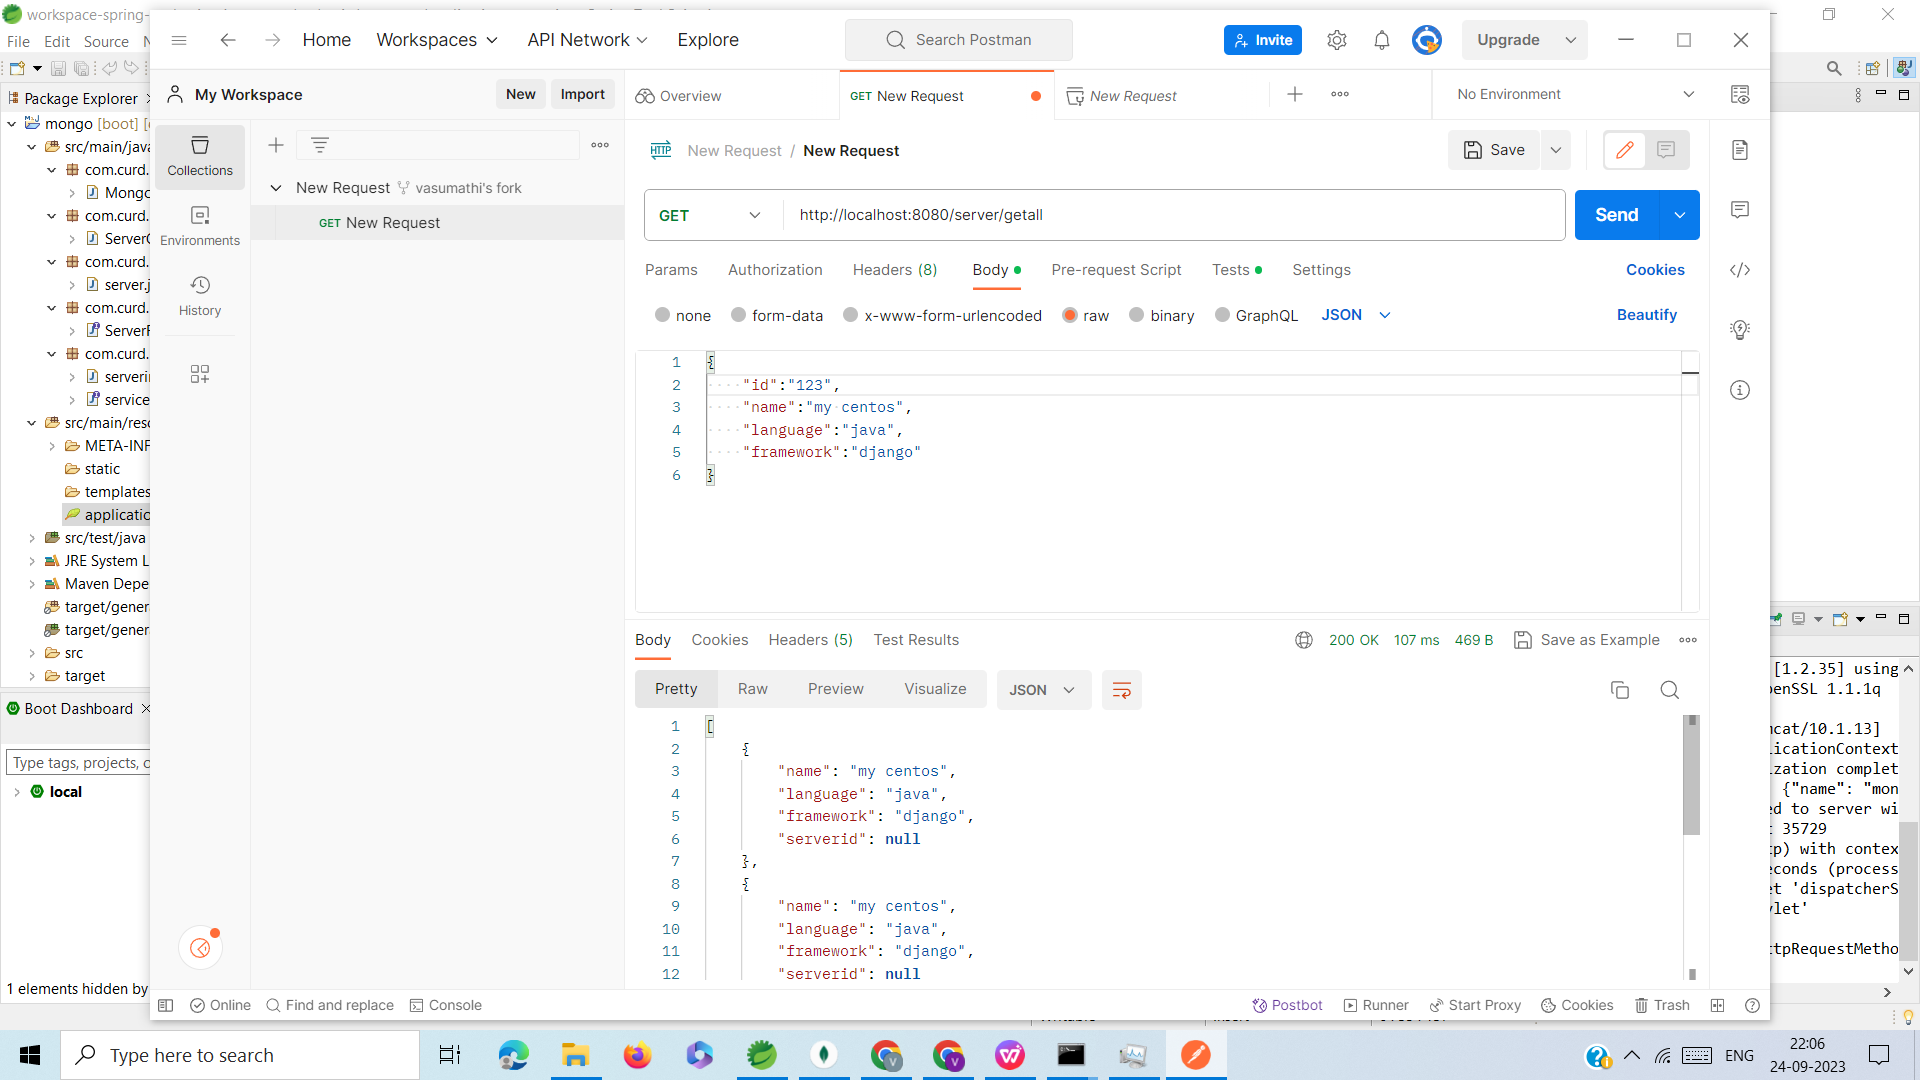 workspace-spring-
File Edit Source
Package Explorer
mongo [boot]
src/main/java
com.curd.
Mongo
com.curd.
ServerC
com.curd.
server.j
com.curd.
ServerR
com.curd.
serverin
service
src/main/reso
META-INF
static
templates
applicatio
src/test/java
JRE System L
Maven Depe
target/gener
target/gener
src
target
Boot Dashboard
Type tags, projects, o
local
1 elements hidden by
Home Workspaces API Network Explore
Search Postman
Invite
Upgrade
My Workspace
New Import
Overview
GET New Request
New Request
No Environment
Collections
Environments
History
New Request vasumathi's fork
GET New Request
HTTP New Request / New Request
Save
GET http://localhost:8080/server/getall
Send
Params Authorization Headers (8) Body Pre-request Script Tests Settings Cookies
none form-data x-www-form-urlencoded raw binary GraphQL JSON Beautify
1 {
2 "id":"123",
3 "name":"my centos",
4 "language":"java",
5 "framework":"django"
6 }
Body Cookies Headers (5) Test Results 200 OK 107 ms 469 B Save as Example
Pretty Raw Preview Visualize JSON
1 [
2 {
3 "name": "my centos",
4 "language": "java",
5 "framework": "django",
6 "serverid": null
7 },
8 {
9 "name": "my centos",
10 "language": "java",
11 "framework": "django",
12 "serverid": null
[1.2.35] using
enSSL 1.1.1q
cat/10.1.13]
licationContext
zation complet
{"name": "mon
ed to server wi
35729
p) with contex
econds (process
et 'dispatcherS
vlet'
tpRequestMetho
Online Find and replace Console Postbot Runner Start Proxy Cookies Trash
Type here to search
ENG
22:06
24-09-2023